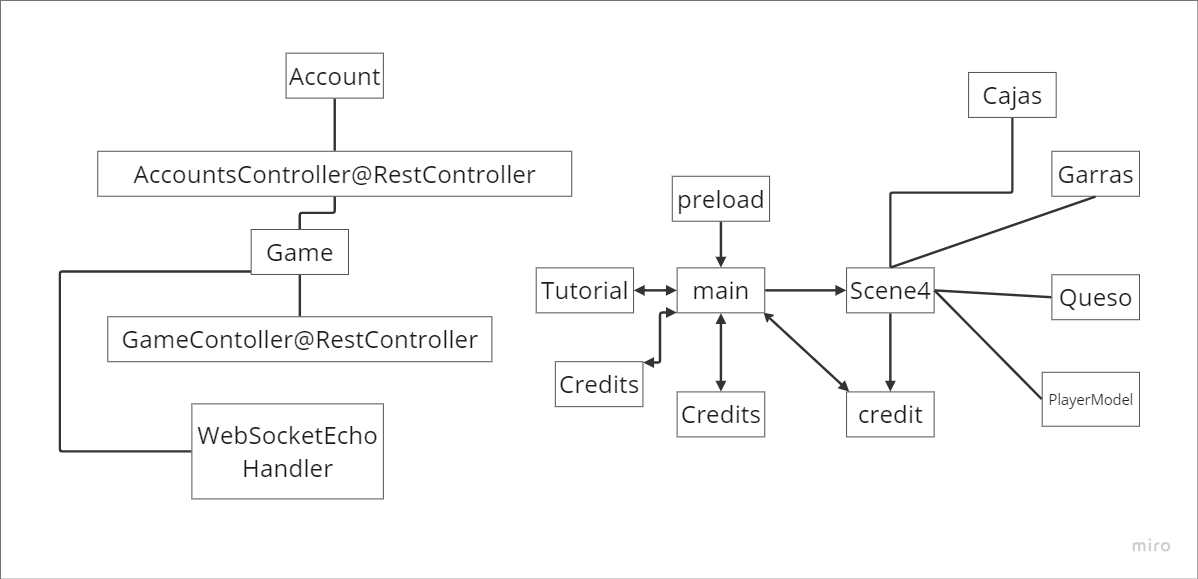 Account
AccountsController@RestController
Game
GameContoller@RestController
WebSocketEcho
Handler
Cajas
Garras
preload
Tutorial
main
Scene4
Queso
Credits
Credits
credit
PlayerModel
miro